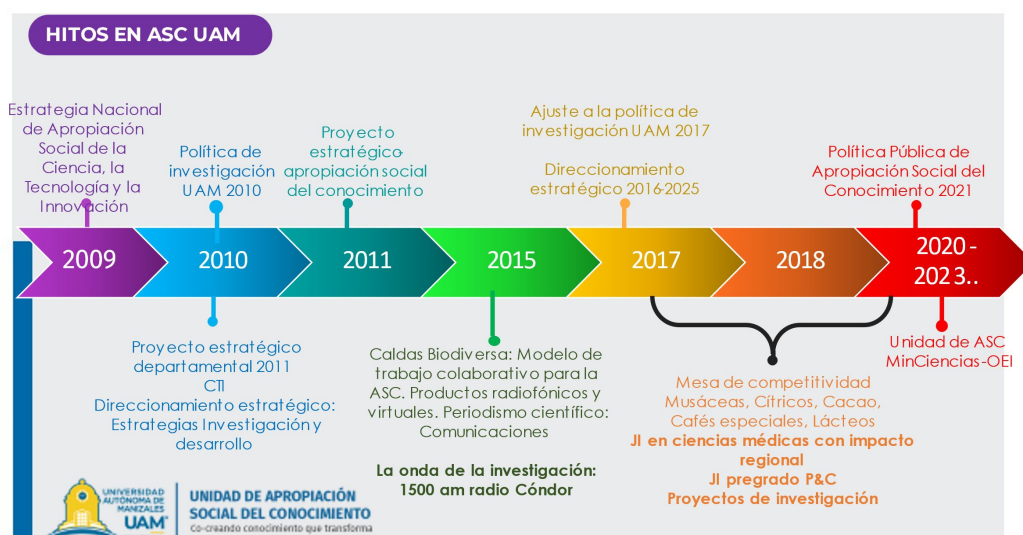 HITOS EN ASC UAM
Estrategia Nacional
de Apropiación
Social de la
Ciencia, la
Tecnología y la
Innovación
Política de
investigación
UAM 2010
Proyecto
estratégico-
apropiación social
del conocimiento
Ajuste a la política de
investigación UAM 2017
Direccionamiento
estratégico 2016-2025
Política Pública de
Apropiación Social del
Conocimiento 2021
2009
2010
2011
2015
2017
2018
2020 -
2023..
Proyecto estratégico
departamental 2011
CTI
Direccionamiento estratégico:
Estrategias Investigación y
desarrollo
Caldas Biodiversa: Modelo de
trabajo colaborativo para la
ASC. Productos radiofónicos y
virtuales. Periodismo científico:
Comunicaciones
La onda de la investigación:
1500 am radio Cóndor
Mesa de competitividad
Musáceas, Cítricos, Cacao,
Cafés especiales, Lácteos
JI en ciencias médicas con impacto
regional
JI pregrado P&C
Proyectos de investigación
Unidad de ASC
MinCiencias-OEI
UNIVERSIDAD
AUTÓNOMA DE
MANIZALES
UAM
UNIDAD DE APROPIACIÓN
SOCIAL DEL CONOCIMIENTO
Co-creando conocimiento que transforma